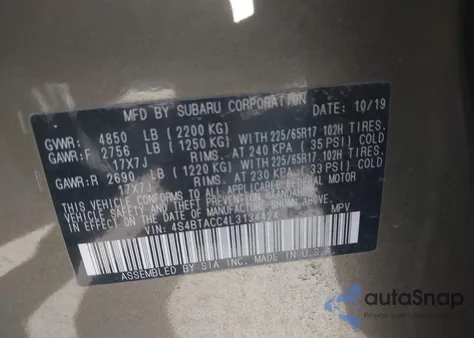 MFD BY SUBARU CORPORATION DATE 10/19
GVWR: 4850 LB (2200 KG)
GAWR:F 2756 LB (1250 KG) WITH 225/65R17 102H TIRES.
17X7J RIMS. AT 240 KPA ( 35 PSI) COLD
GAWR:R 2690 LB (1220 KG) WITH 225/65R17 102H TIRES.
17X7J RIMS. AT 230 KPA ( 33 PSI) COLD
THIS VEHICLE CONFORMS TO ALL APPLICABLE FEDERAL MOTOR
VEHICLE SAFETY AND THEFT PREVENTION STANDARDS
IN EFFECT ON THE DATE OF MANUFACTURE SHOWN ABOVE.
VIN: MPV
ASSEMBLED BY SIA INC. MADE IN U.S.A.
autoSnap